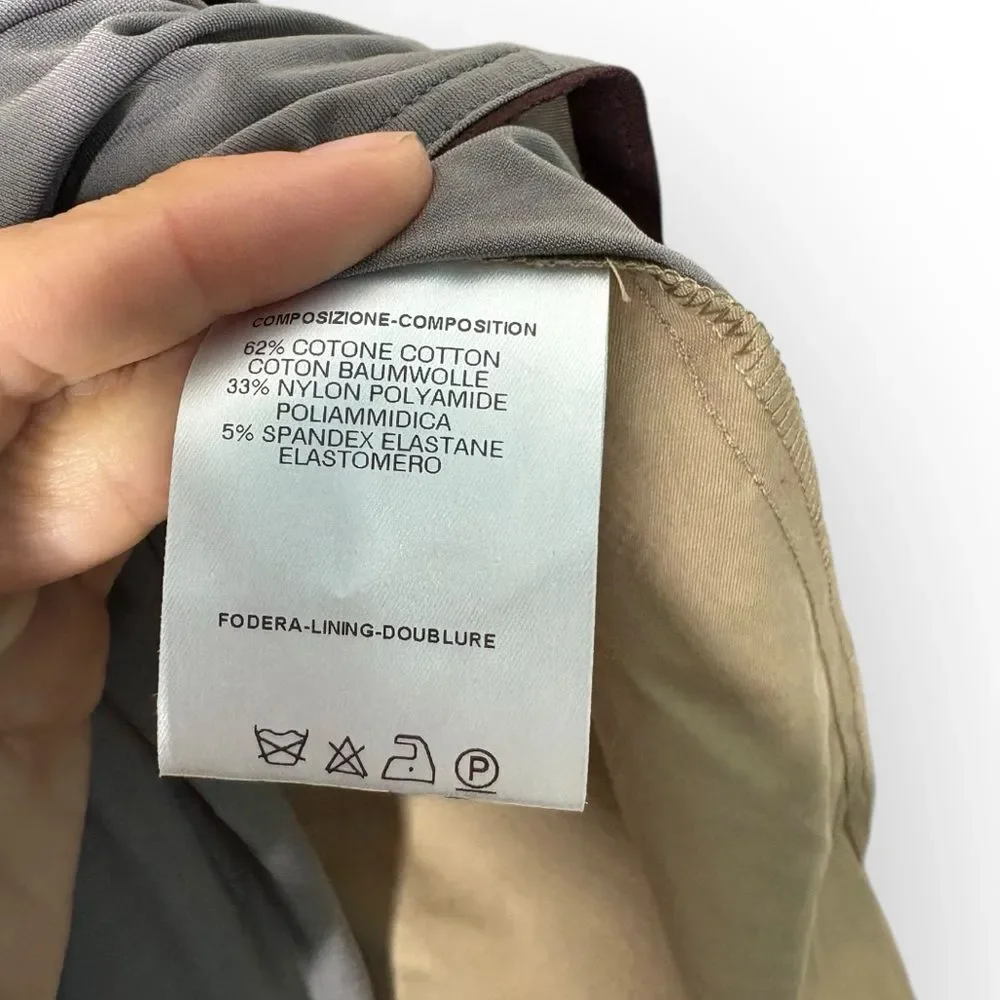 COMPOSIZIONE-COMPOSITION
62% COTONE COTTON
COTON BAUMWOLLE
33% NYLON POLYAMIDE
POLIAMMIDICA
5% SPANDEX ELASTANE
ELASTOMERO
FODERA-LINING-DOUBLURE
P